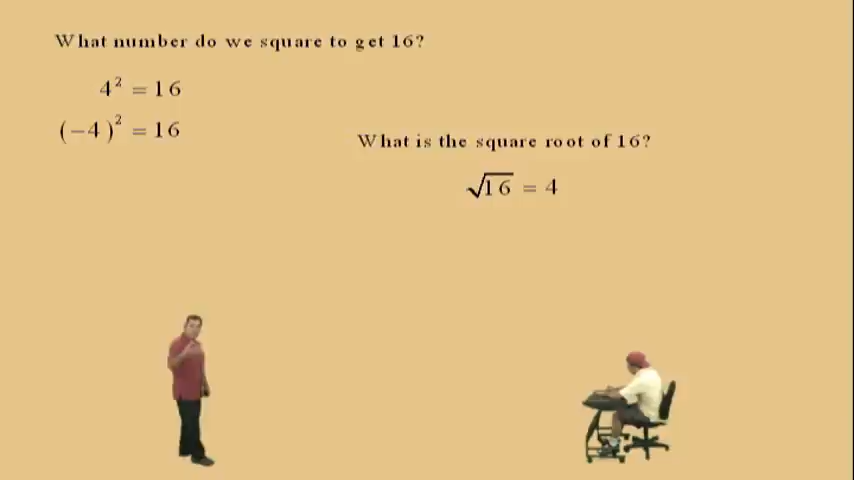 What number do we square to get 16?
4² = 16
(−4)² = 16
What is the square root of 16?
√16 = 4